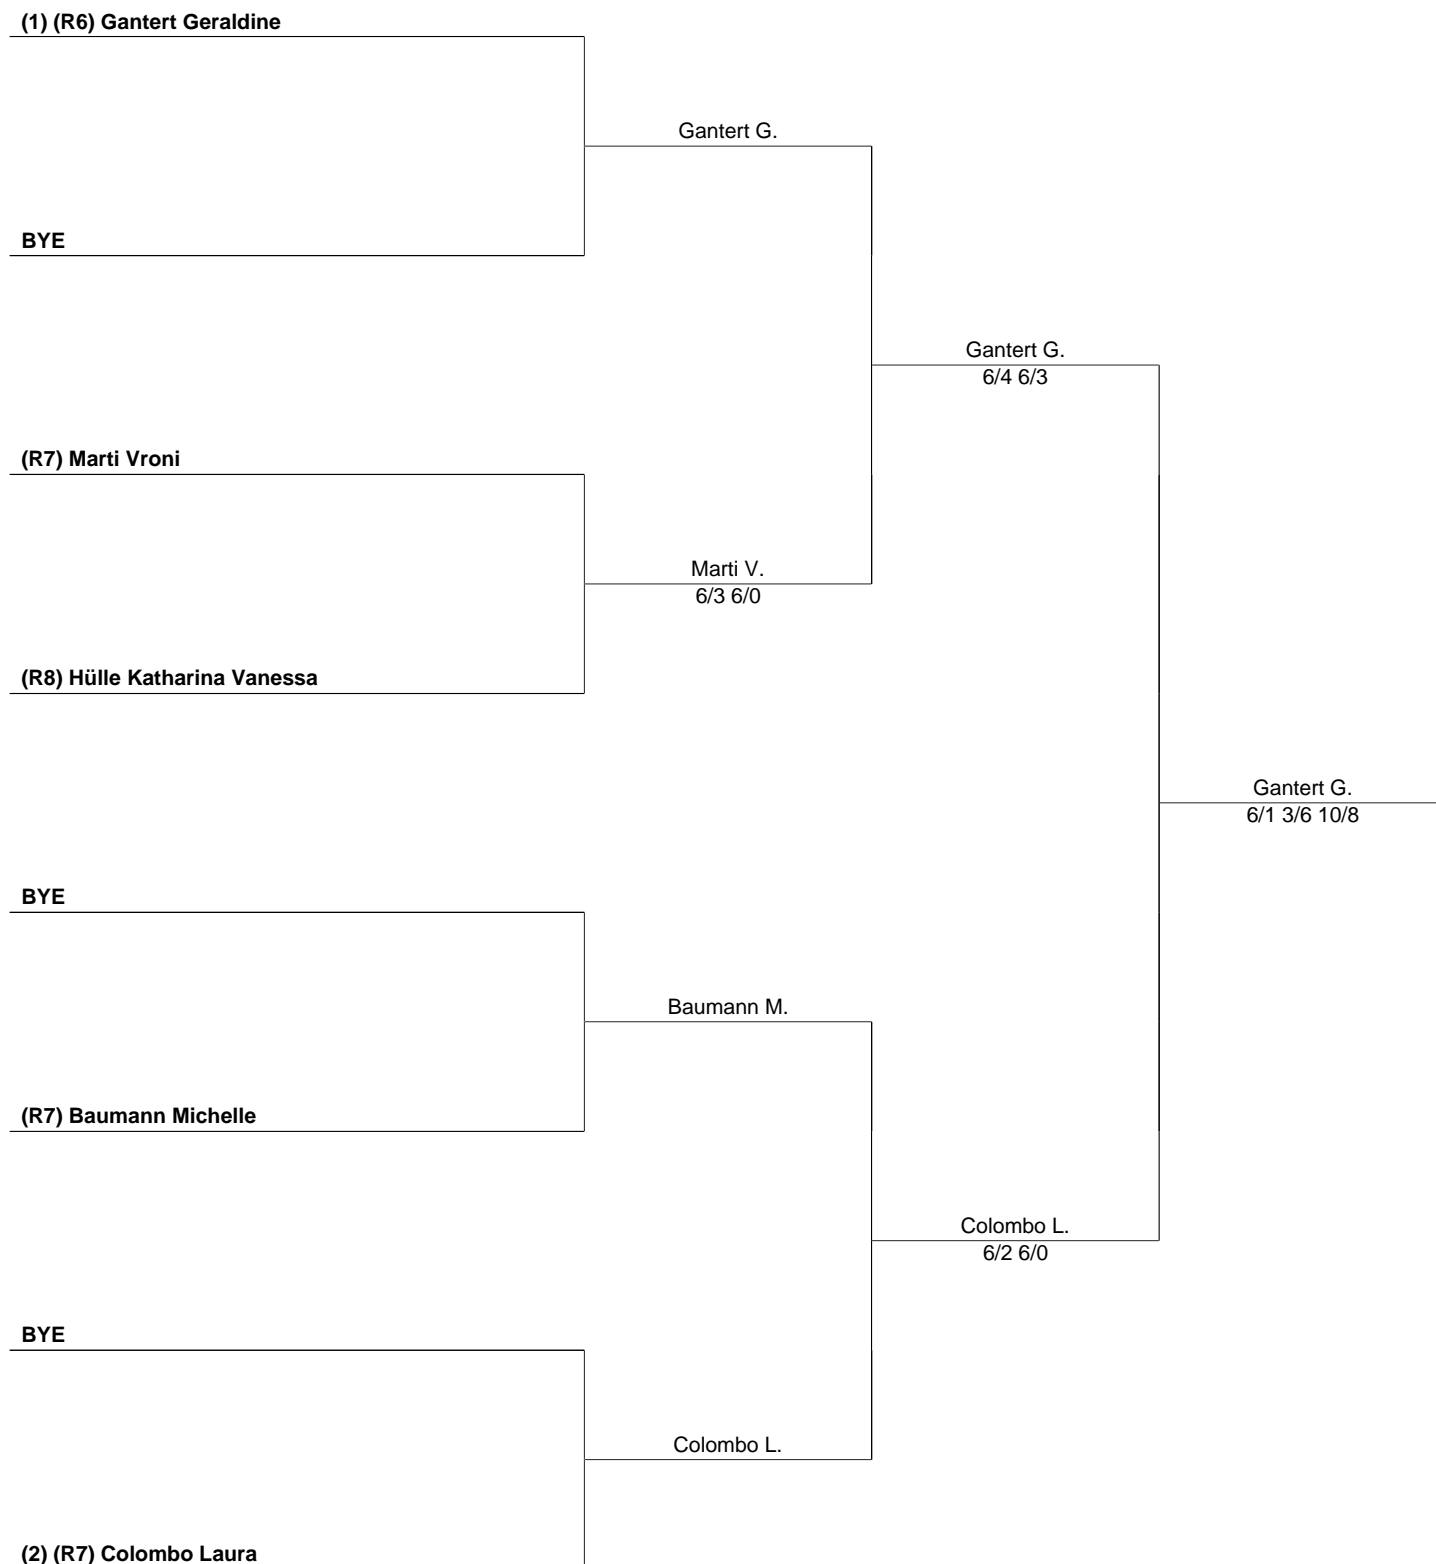 (1) (R6) Gantert Geraldine
Gantert G.
BYE
Gantert G.
6/4 6/3
(R7) Marti Vroni
Marti V.
6/3 6/0
(R8) Hülle Katharina Vanessa
Gantert G.
6/1 3/6 10/8
BYE
Baumann M.
(R7) Baumann Michelle
Colombo L.
6/2 6/0
BYE
Colombo L.
(2) (R7) Colombo Laura